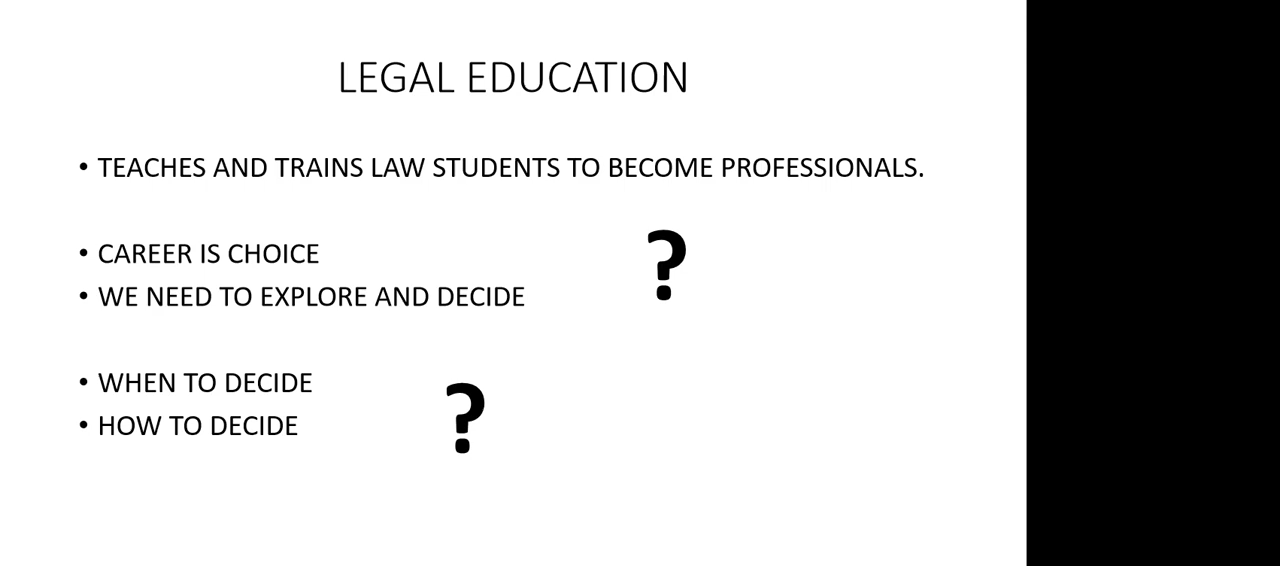 LEGAL EDUCATION
• TEACHES AND TRAINS LAW STUDENTS TO BECOME PROFESSIONALS.
• CAREER IS CHOICE
?
• WE NEED TO EXPLORE AND DECIDE
• WHEN TO DECIDE
?
• HOW TO DECIDE